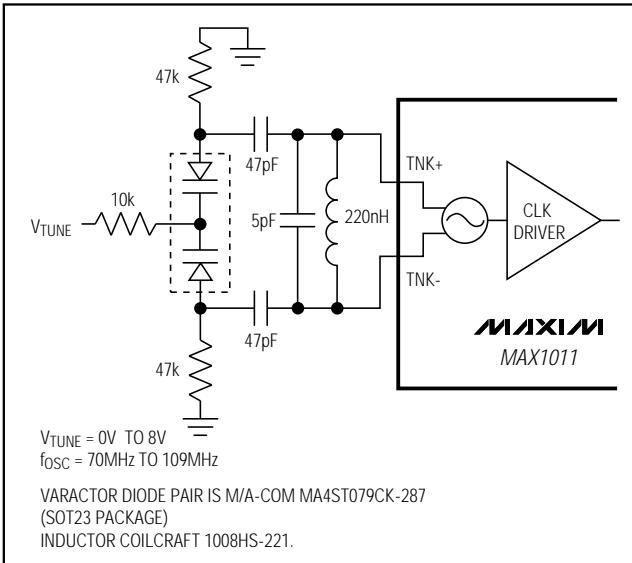 47k
47pF
TNK+
10k
VTUNE
5pF
220nH
CLK
DRIVER
TNK-
47pF
47k
MAXIM
MAX1011
VTUNE = 0V TO 8V
fOSC = 70MHz TO 109MHz
VARACTOR DIODE PAIR IS M/A-COM MA4ST079CK-287
(SOT23 PACKAGE)
INDUCTOR COILCRAFT 1008HS-221.